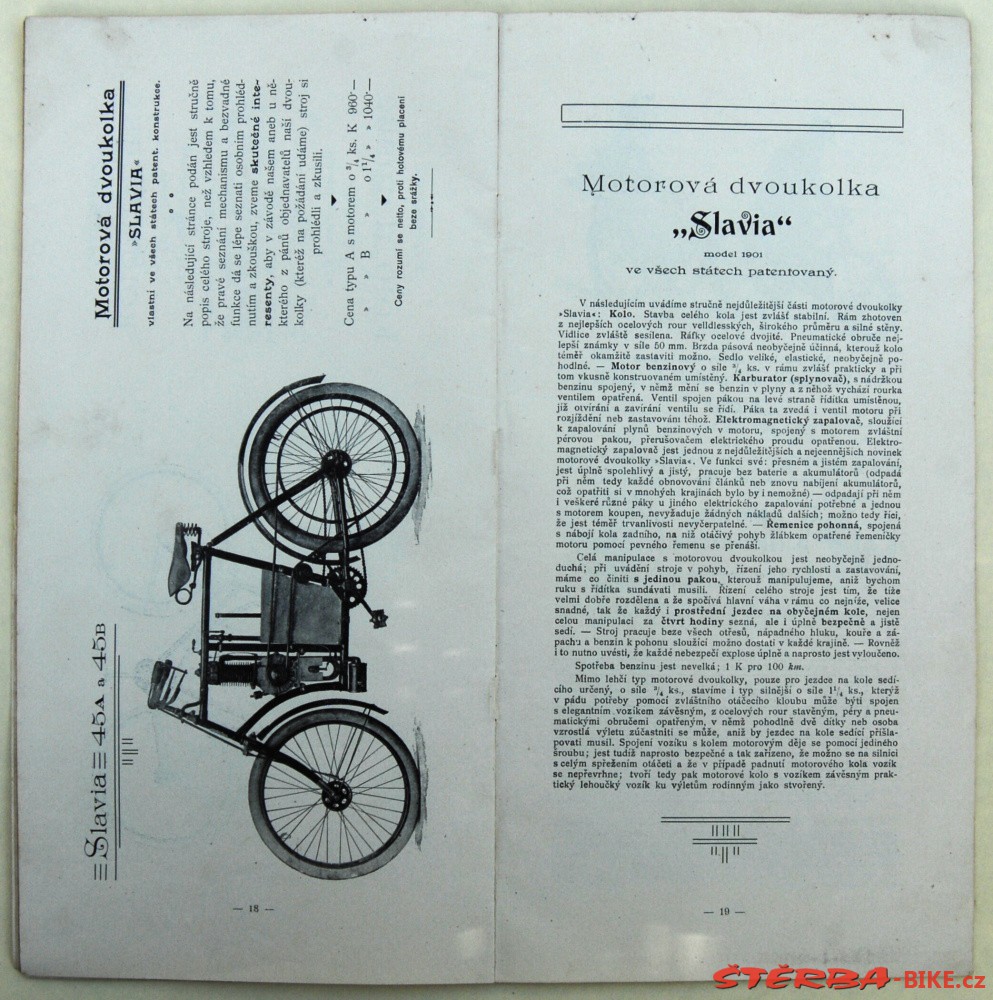 Slavia 45A a 45B
Motorová dvoukolka
»SLAVIA«
vlastní ve všech státech patent. konstrukce.
Na následující stránce podán jest stručně
popis celého stroje, než vzhledem k tomu,
že pravé seznání mechanismu a bezvadné
funkce dá se lépe seznati osobním prohléd-
nutím a zkouškou, zveme skutečné inte-
resenty, aby v závodě našem aneb u ně-
kterého z pánů objednavatelů naší dvou-
kolky (kteréž na požádání udáme) stroj si
prohlédli a zkusili.
Cena typu A s motorem o 3/4 ks. K 960·—
» » B » o 1 1/4 » » 1040·—
Ceny rozumí se netto, proti hotovému placení
beze srážky.
— 18 —
Motorová dvoukolka
„Slavia“
model 1901
ve všech státech patentovaný.
V následujícím uvádíme stručně nejdůležitější části motorové dvoukolky
»Slavia«: Kolo. Stavba celého kola jest zvlášť stabilní. Rám zhotoven
z nejlepších ocelových rour velldlesských, širokého průměru a silné stěny.
Vidlice zvláště sesílena. Ráfky ocelové dvojité. Pneumatické obruče nej-
lepší známky v síle 50 mm. Brzda pásová neobyčejně účinná, kterouž kolo
téměř okamžitě zastaviti možno. Sedlo veliké, elastické, neobyčejně po-
hodlné. — Motor benzinový o síle 3/4 ks. v rámu zvlášť prakticky a při
tom vkusně konstruovaném umístěný. Karburator (splynovač), s nádržkou
benzinu spojený, v němž mění se benzin v plyny a z něhož vychází rourka
ventilem opatřená. Ventil spojen pákou na levé straně řídítka umístěnou,
již otvírání a zavírání ventilu se řídí. Páka ta zvedá i ventil motoru při
rozjíždění neb zastavování téhož. Elektromagnetický zapalovač, sloužící
k zapalování plynů benzinových v motoru, spojený s motorem zvláštní
pérovou pakou, přerušovačem elektrického proudu opatřenou. Elektro-
magnetický zapalovač jest jednou z nejdůležitějších a nejcennějších novinek
motorové dvoukolky »Slavia«. Ve funkci své: přesném a jistém zapalování,
jest úplně spolehlivý a jistý, pracuje bez baterie a akumulátorů (odpadá
při něm tedy každé obnovování článků neb znovu nabíjení akumulátorů,
což opatřiti si v mnohých krajinách bylo by i nemožné) — odpadají při něm
i veškeré různé páky u jiného elektrického zapalování potřebné a jednou
s motorem koupen, nevyžaduje žádných nákladů dalších; možno tedy říci,
že jest téměř trvanlivosti nevyčerpatelné. — Řemenice pohonná, spojená
s nábojí kola zadního, na niž otáčivý pohyb žlábkem opatřené řemeničky
motoru pomocí pevného řemenu se přenáší.
Celá manipulace s motorovou dvoukolkou jest neobyčejně jedno-
duchá; při uvádění stroje v pohyb, řízení jeho rychlosti a zastavování,
máme co činiti s jedinou pakou, kterouž manipulujeme, aniž bychom
ruku s řídítka sundávati musili. Řízení celého stroje jest tím, že tíže
velmi dobře rozdělena a že spočívá hlavní váha v rámu co nejníže, velice
snadné, tak že každý i prostřední jezdec na obyčejném kole, nejen
celou manipulaci za čtvrt hodiny sezná, ale i úplně bezpečně a jistě
sedí. — Stroj pracuje beze všech otřesů, nápadného hluku, kouře a zá-
pachu a benzin k pohonu sloužící možno dostati v každé krajině. — Rovněž
i to nutno uvésti, že každé nebezpečí explose úplně a naprosto jest vyloučeno.
Spotřeba benzinu jest nevelká; 1 K pro 100 km.
Mimo lehčí typ motorové dvoukolky, pouze pro jezdce na kole sedí-
cího určený, o síle 3/4 ks., stavíme i typ silnější o síle 1 1/4 ks., kterýž
v pádu potřeby pomocí zvláštního otáčecího kloubu může býti spojen
s elegantním vozíkem závěsným, z ocelových rour stavěným, péry a pneu-
matickými obručemi opatřeným, v němž pohodlně dvě dítky neb osoba
vzrostlá výletu zúčastniti se může, aniž by jezdec na kole sedící přišla-
povati musil. Spojení vozíku s kolem motorovým děje se pomocí jediného
šroubu; jest tudíž naprosto bezpečné a tak zařízeno, že možno se na silnici
s celým spřežením otáčeti a že v případě padnutí motorového kola vozík
se nepřevrhne; tvoří tedy pak motorové kolo s vozíkem závěsným prak-
tický lehoučký vozík ku výletům rodinným jako stvořený.
— 19 —
ŠTĚRBA-BIKE.cz